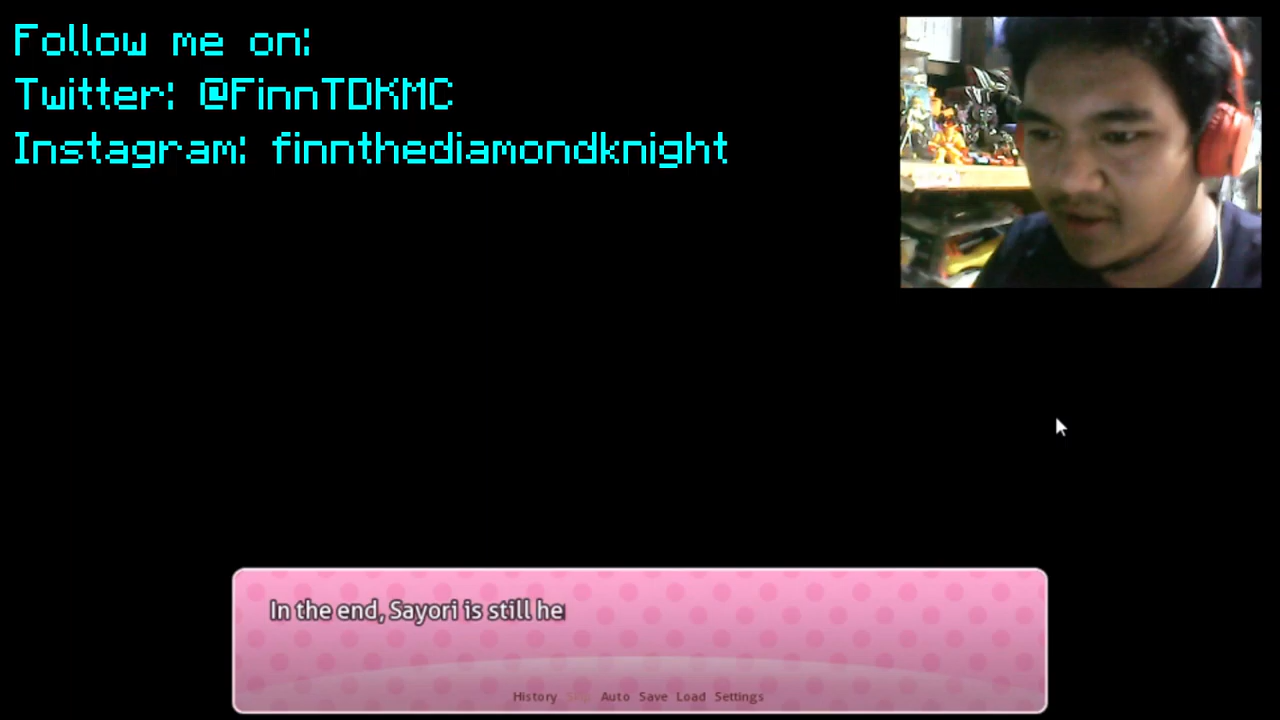 Follow me on:
Twitter: @FinnTDKMC
Instagram: finnthediamondknight
In the end, Sayori is still he
History Skip Auto Save Load Settings